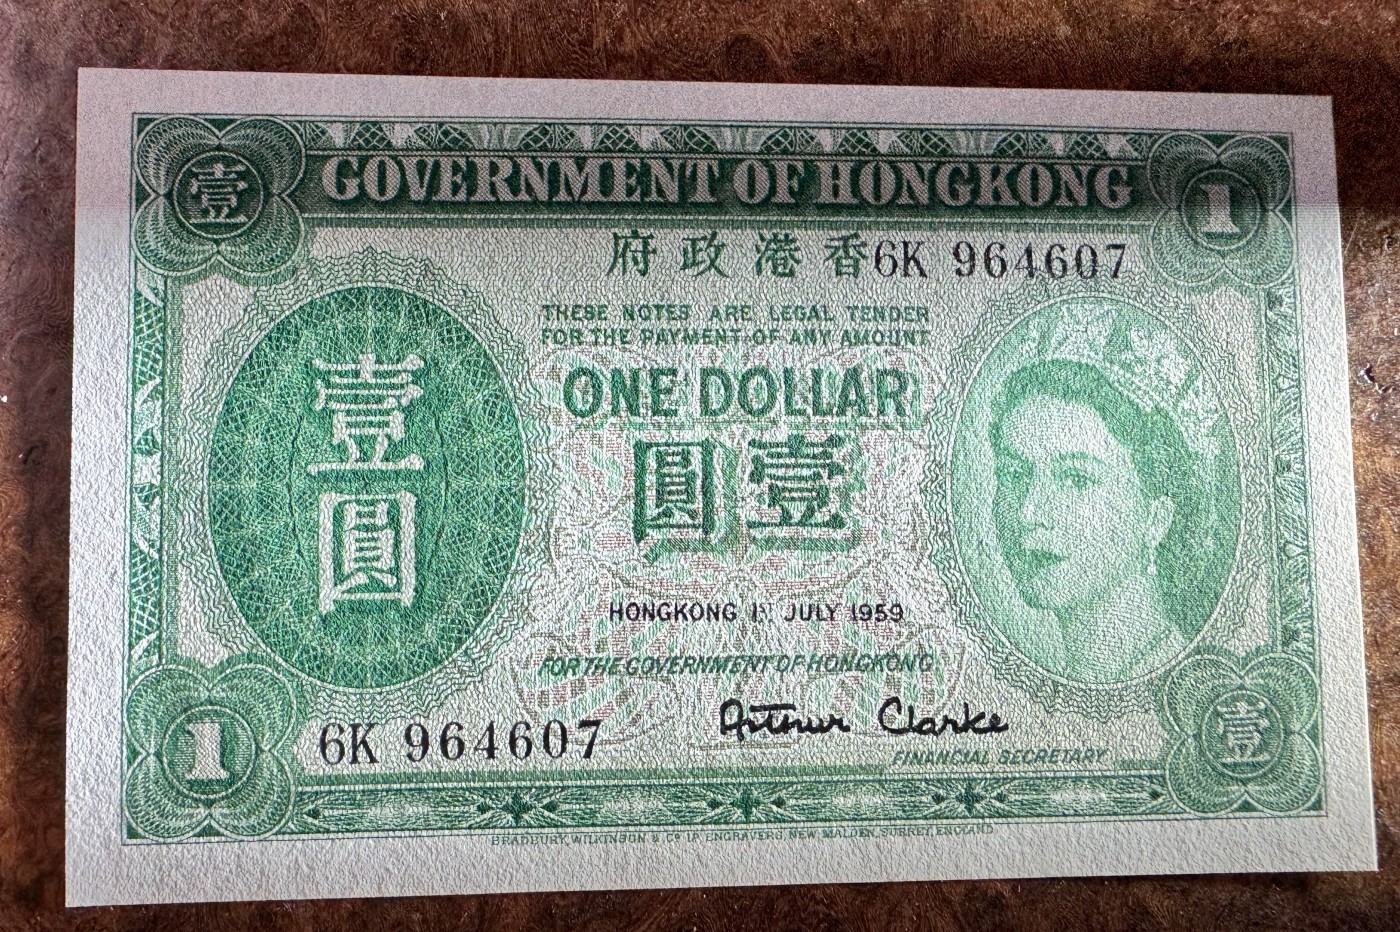 壹
GOVERNMENT OF HONGKONG
1
府政港香
6K 964607
THESE NOTES ARE LEGAL TENDER
FOR THE PAYMENT OF ANY AMOUNT
ONE DOLLAR
圓壹
壹圓
HONGKONG 1ST JULY 1959
FOR THE GOVERNMENT OF HONGKONG
6K 964607
Arthur Clarke
FINANCIAL SECRETARY
1
壹
BRADBURY, WILKINSON & Co LD. ENGRAVERS, NEW MALDEN, SURREY, ENGLAND